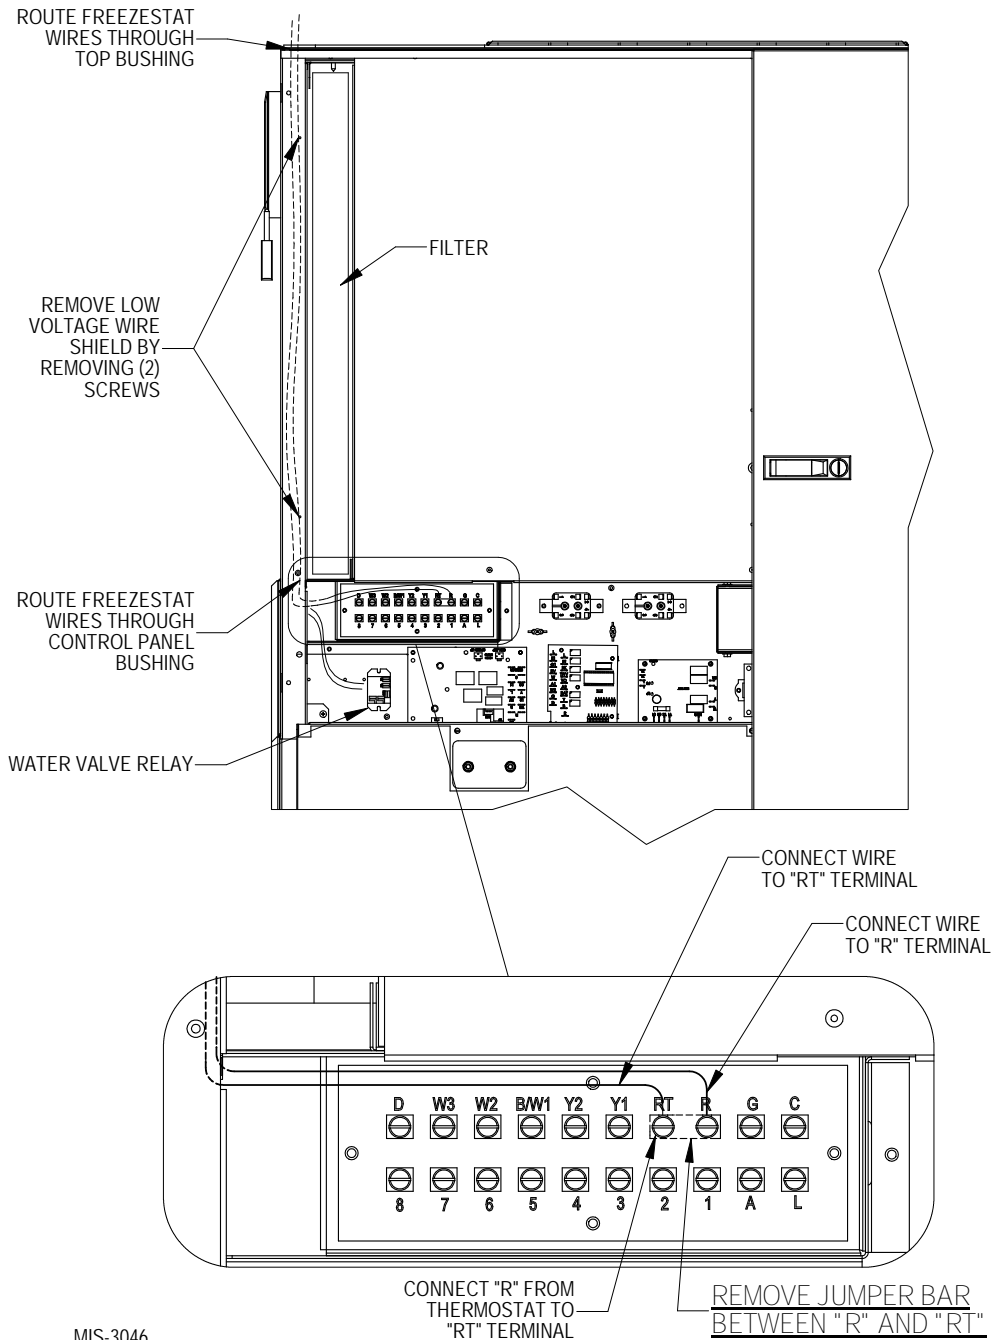 ROUTE FREEZESTAT
WIRES THROUGH
TOP BUSHING
FILTER
REMOVE LOW
VOLTAGE WIRE
SHIELD BY
REMOVING (2)
SCREWS
ROUTE FREEZESTAT
WIRES THROUGH
CONTROL PANEL
BUSHING
WATER VALVE RELAY
CONNECT WIRE
TO "RT" TERMINAL
CONNECT WIRE
TO "R" TERMINAL
D W3 W2 B/W1 Y2 Y1 RT R G C
8 7 6 5 4 3 2 1 A L
CONNECT "R" FROM
THERMOSTAT TO
"RT" TERMINAL
REMOVE JUMPER BAR
BETWEEN "R" AND "RT"
MIS-3046